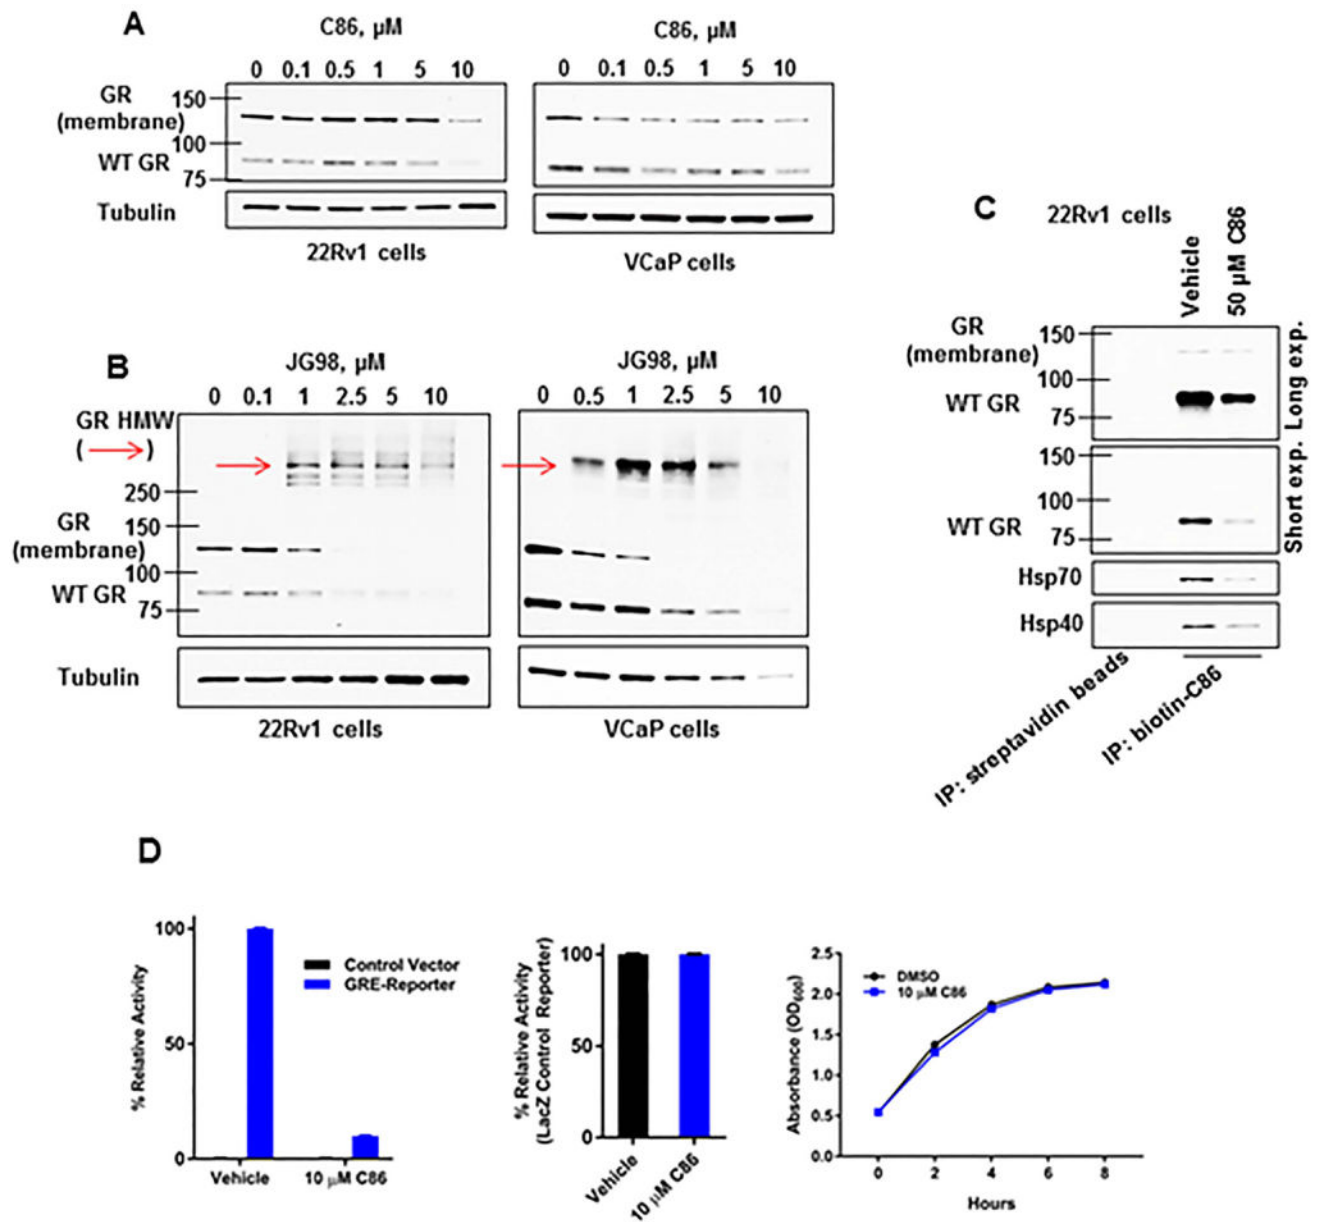 A
C86, µM
0 0.1 0.5 1 5 10
GR
(membrane)
150
100
WT GR
75
Tubulin
22Rv1 cells
C86, µM
0 0.1 0.5 1 5 10
VCaP cells
B
JG98, µM
0 0.1 1 2.5 5 10
GR HMW
( )
250
GR
(membrane)
150
100
WT GR
75
Tubulin
22Rv1 cells
JG98, µM
0 0.5 1 2.5 5 10
VCaP cells
C
22Rv1 cells
Vehicle
50 µM C86
GR
(membrane)
150
100
WT GR
75
Long exp.
150
100
WT GR
75
Short exp.
Hsp70
Hsp40
IP: streptavidin beads
IP: biotin-C86
D
% Relative Activity
100
50
0
Control Vector
GRE-Reporter
Vehicle
10 µM C86
% Relative Activity
(LacZ Control Reporter)
100
50
0
Vehicle
10 µM C86
Absorbance (OD600)
2.5
2.0
1.5
1.0
0.5
0.0
DMSO
10 µM C86
0 2 4 6 8
Hours